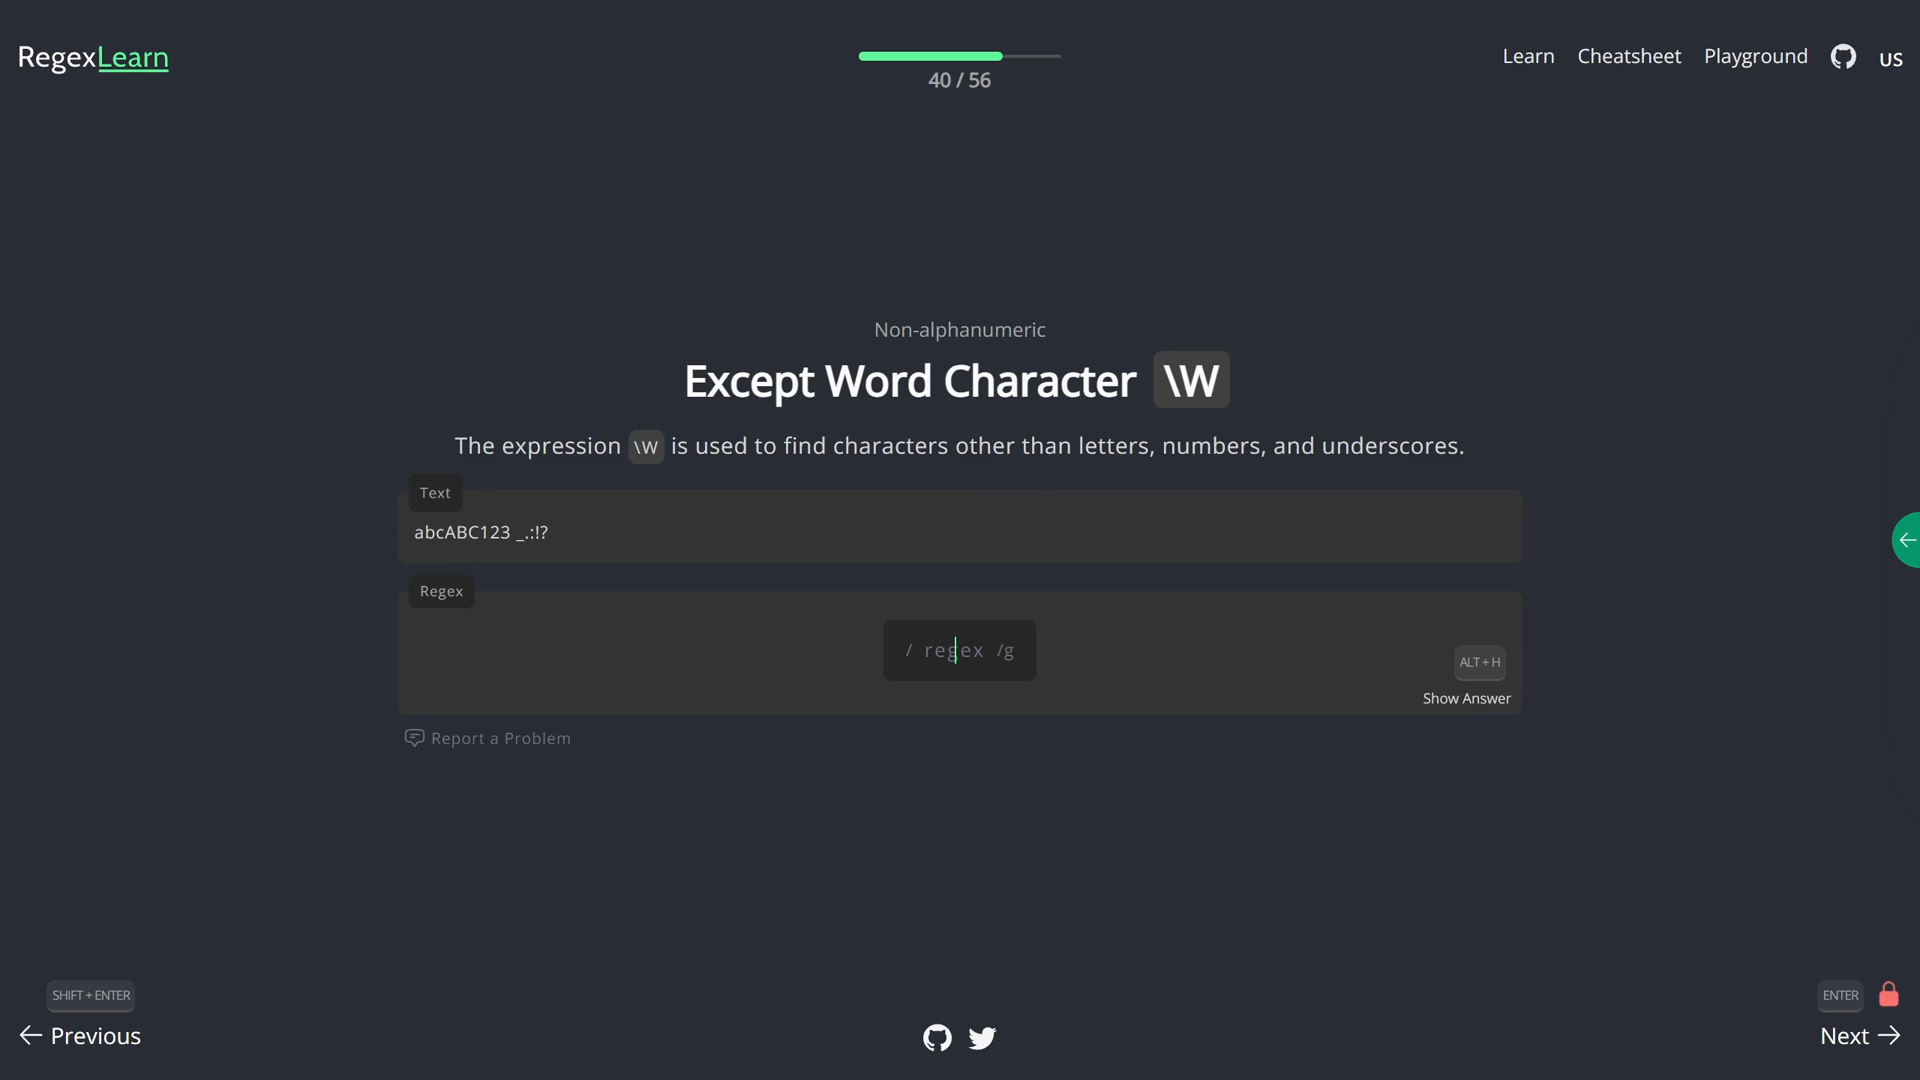 RegexLearn
40 / 56
Learn Cheatsheet Playground US
Non-alphanumeric
Except Word Character \W
The expression \W is used to find characters other than letters, numbers, and underscores.
Text
abcABC123 _.:!?
Regex
/ regex /g
ALT + H
Show Answer
Report a Problem
SHIFT + ENTER
Previous
ENTER
Next